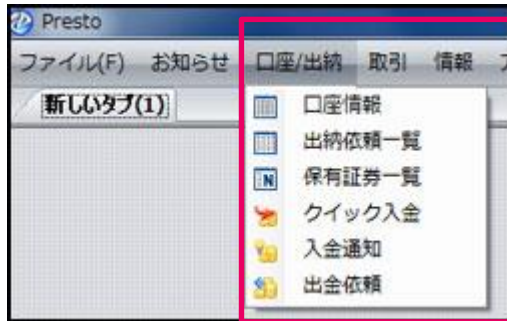 Presto
ファイル(F) お知らせ 口座/出納 取引 情報
新しいタブ(1)
口座情報
出納依頼一覧
保有証券一覧
クイック入金
入金通知
出金依頼